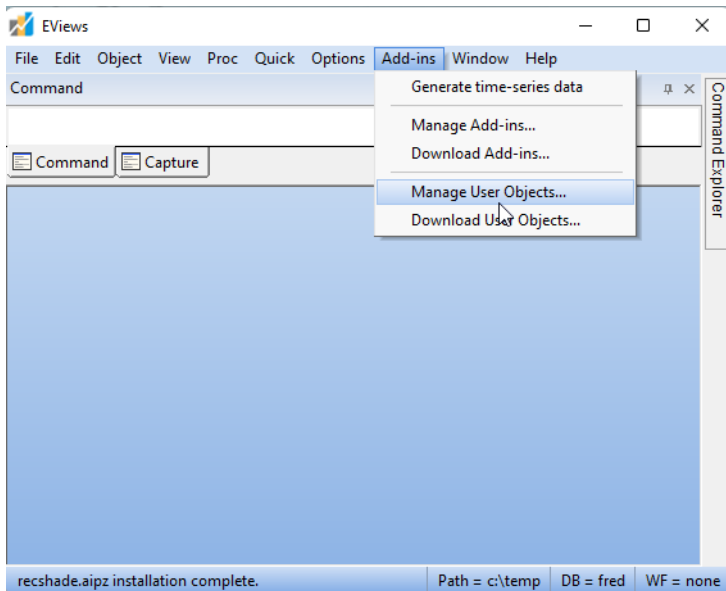 EViews
File Edit Object View Proc Quick Options Add-ins Window Help
Command
Generate time-series data
Manage Add-ins...
Download Add-ins...
Manage User Objects...
Download User Objects...
Command Capture
Command Explorer
recshade.aipz installation complete. Path = c:\temp DB = fred WF = none